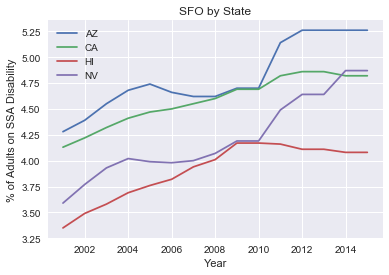 SFO by State
% of Adults on SSA Disability
5.25
5.00
4.75
4.50
4.25
4.00
3.75
3.50
3.25
AZ
CA
HI
NV
2002 2004 2006 2008 2010 2012 2014
Year